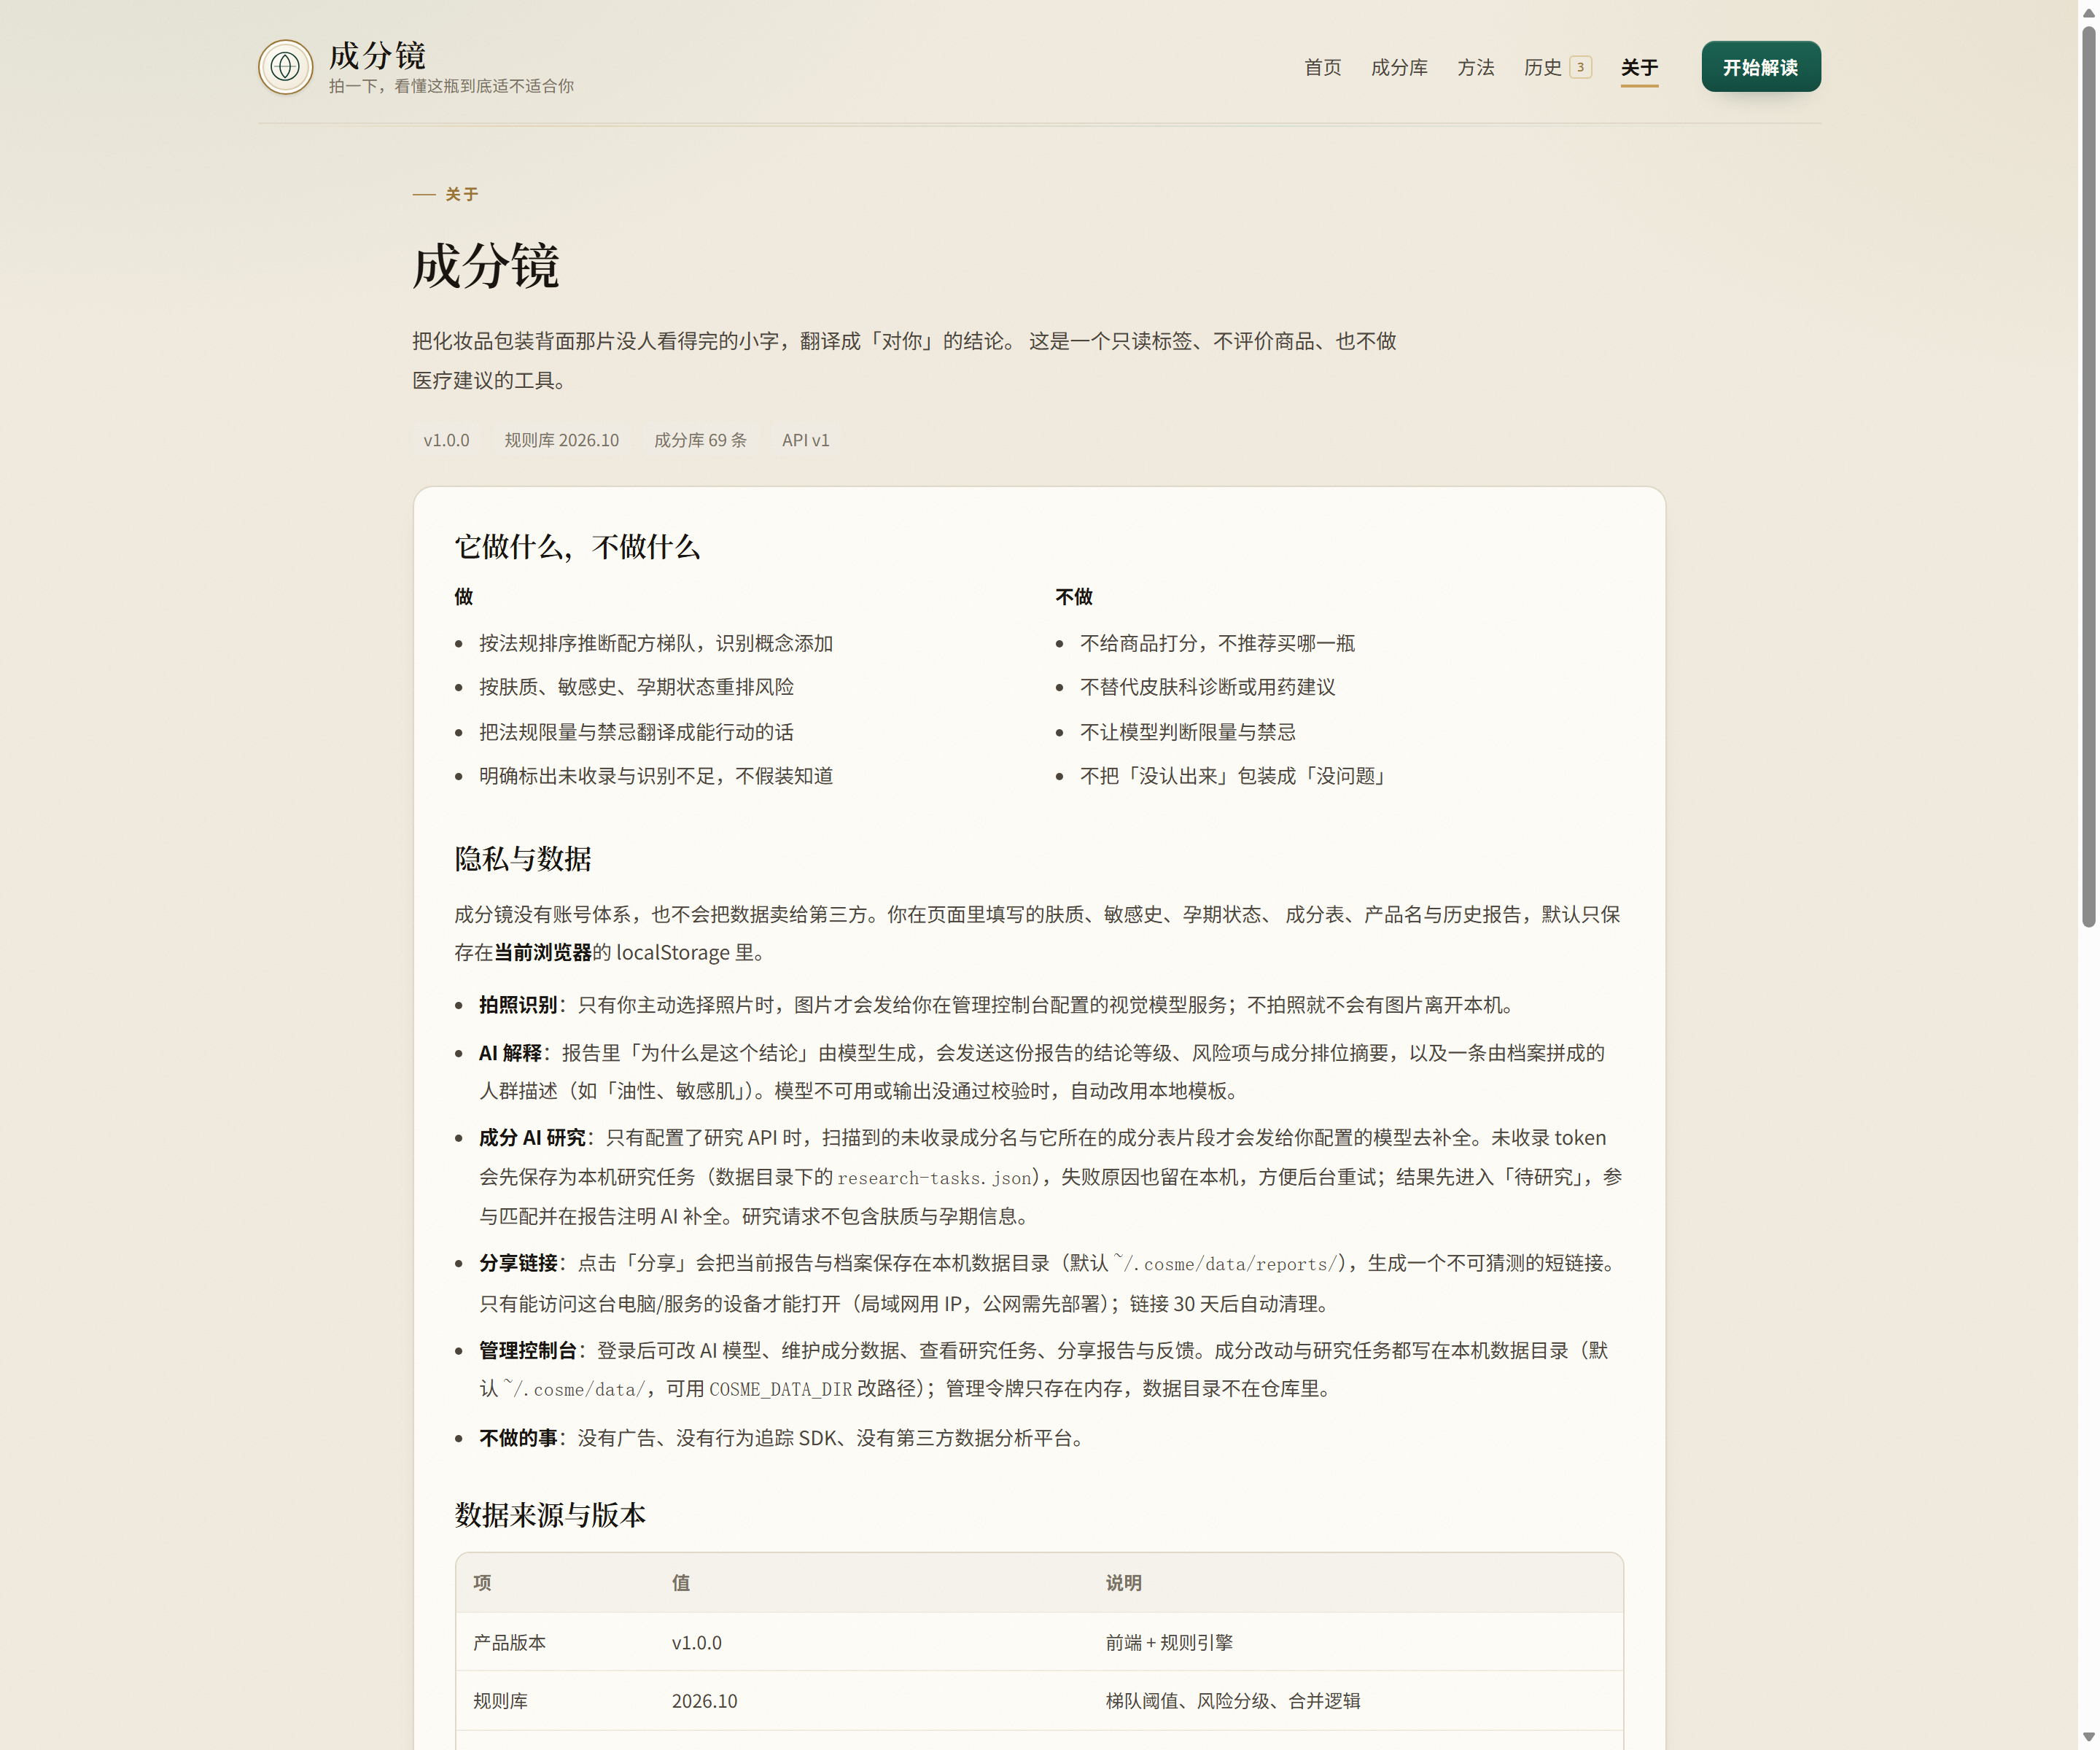 成分镜
拍一下，看懂这瓶到底适不适合你
首页
成分库
方法
历史 3
关于
开始解读
关于
成分镜
把化妆品包装背面那片没人看得完的小字，翻译成「对你」的结论。 这是一个只读标签、不评价商品、也不做
医疗建议的工具。
v1.0.0
规则库 2026.10
成分库 69 条
API v1
它做什么，不做什么
做
按法规排序推断配方梯队，识别概念添加
按肤质、敏感史、孕期状态重排风险
把法规限量与禁忌翻译成能行动的话
明确标出未收录与识别不足，不假装知道
不做
不给商品打分，不推荐买哪一瓶
不替代皮肤科诊断或用药建议
不让模型判断限量与禁忌
不把「没认出来」包装成「没问题」
隐私与数据
成分镜没有账号体系，也不会把数据卖给第三方。你在页面里填写的肤质、敏感史、孕期状态、 成分表、产品名与历史报告，默认只保
存在当前浏览器的 localStorage 里。
拍照识别：只有你主动选择照片时，图片才会发给你在管理控制台配置的视觉模型服务；不拍照就不会有图片离开本机。
AI 解释：报告里「为什么是这个结论」由模型生成，会发送这份报告的结论等级、风险项与成分排位摘要，以及一条由档案拼成的
人群描述（如「油性、敏感肌」）。模型不可用或输出没通过校验时，自动改用本地模板。
成分 AI 研究：只有配置了研究 API 时，扫描到的未收录成分名与它所在的成分表片段才会发给你配置的模型去补全。未收录 token
会先保存为本机研究任务（数据目录下的 research-tasks.json），失败原因也留在本机，方便后台重试；结果先进入「待研究」，参
与匹配并在报告注明 AI 补全。研究请求不包含肤质与孕期信息。
分享链接：点击「分享」会把当前报告与档案保存在本机数据目录（默认 ~/.cosme/data/reports/），生成一个不可猜测的短链接。
只有能访问这台电脑/服务的设备才能打开（局域网用 IP，公网需先部署）；链接 30 天后自动清理。
管理控制台：登录后可改 AI 模型、维护成分数据、查看研究任务、分享报告与反馈。成分改动与研究任务都写在本机数据目录（默
认 ~/.cosme/data/，可用 COSME_DATA_DIR 改路径）；管理令牌只存在内存，数据目录不在仓库里。
不做的事：没有广告、没有行为追踪 SDK、没有第三方数据分析平台。
数据来源与版本
项 值 说明
产品版本 v1.0.0 前端 + 规则引擎
规则库 2026.10 梯队阈值、风险分级、合并逻辑